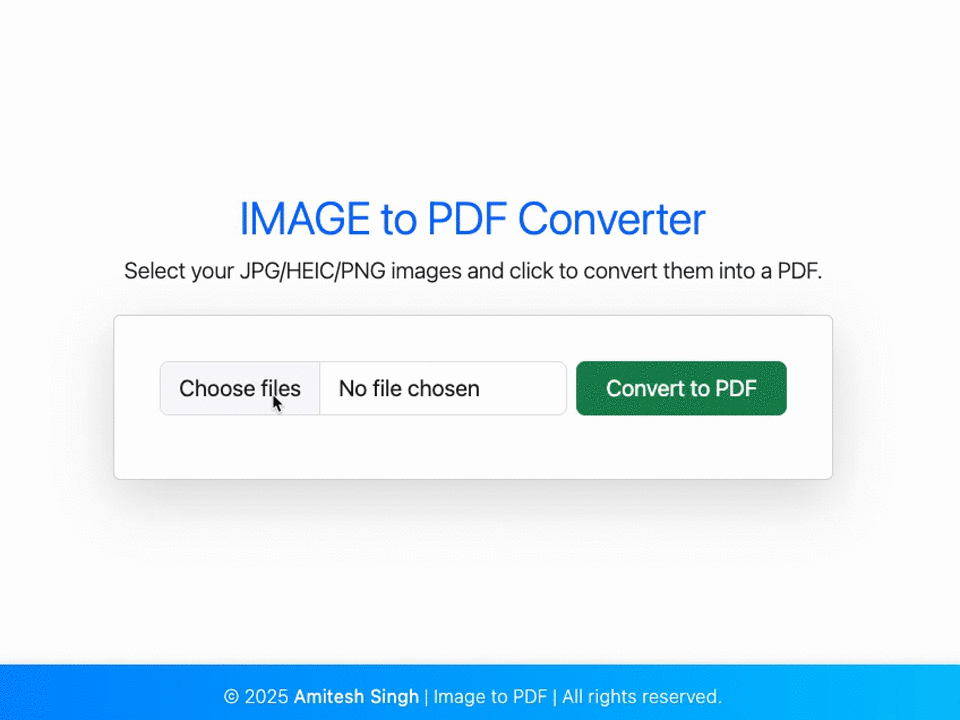 IMAGE to PDF Converter
Select your JPG/HEIC/PNG images and click to convert them into a PDF.
Choose files No file chosen Convert to PDF
© 2025 Amitesh Singh | Image to PDF | All rights reserved.